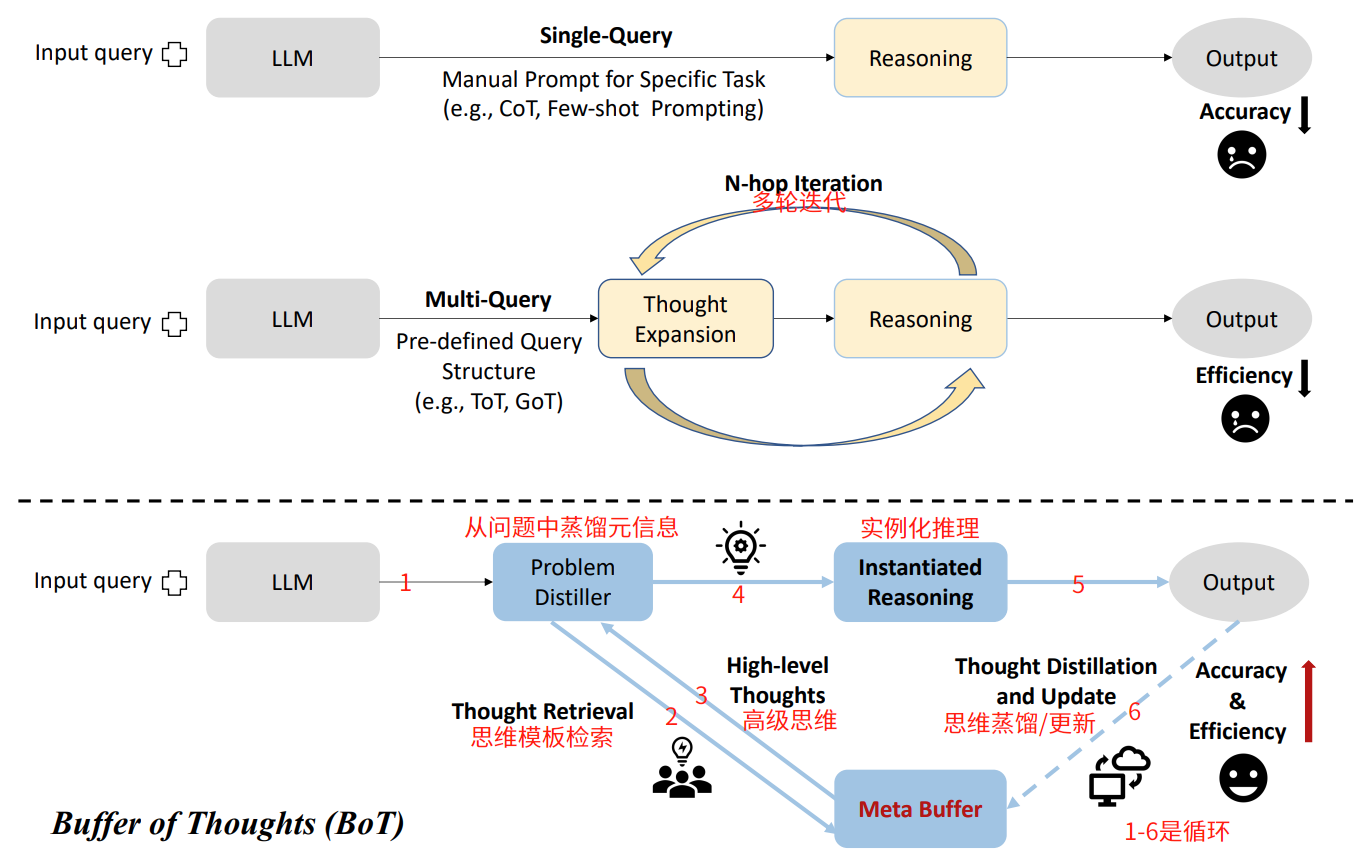 Input query
LLM
Single-Query
Manual Prompt for Specific Task
(e.g., CoT, Few-shot Prompting)
Reasoning
Output
Accuracy
N-hop Iteration
多轮迭代
Input query
LLM
Multi-Query
Pre-defined Query
Structure
(e.g., ToT, GoT)
Thought
Expansion
Reasoning
Output
Efficiency
从问题中蒸馏元信息
实例化推理
Input query
LLM
1
Problem
Distiller
4
Instantiated
Reasoning
5
Output
Thought Retrieval
思维模板检索
2
3
High-level
Thoughts
高级思维
Thought Distillation
and Update
思维蒸馏/更新
6
Accuracy
&
Efficiency
Meta Buffer
Buffer of Thoughts (BoT)
1-6是循环